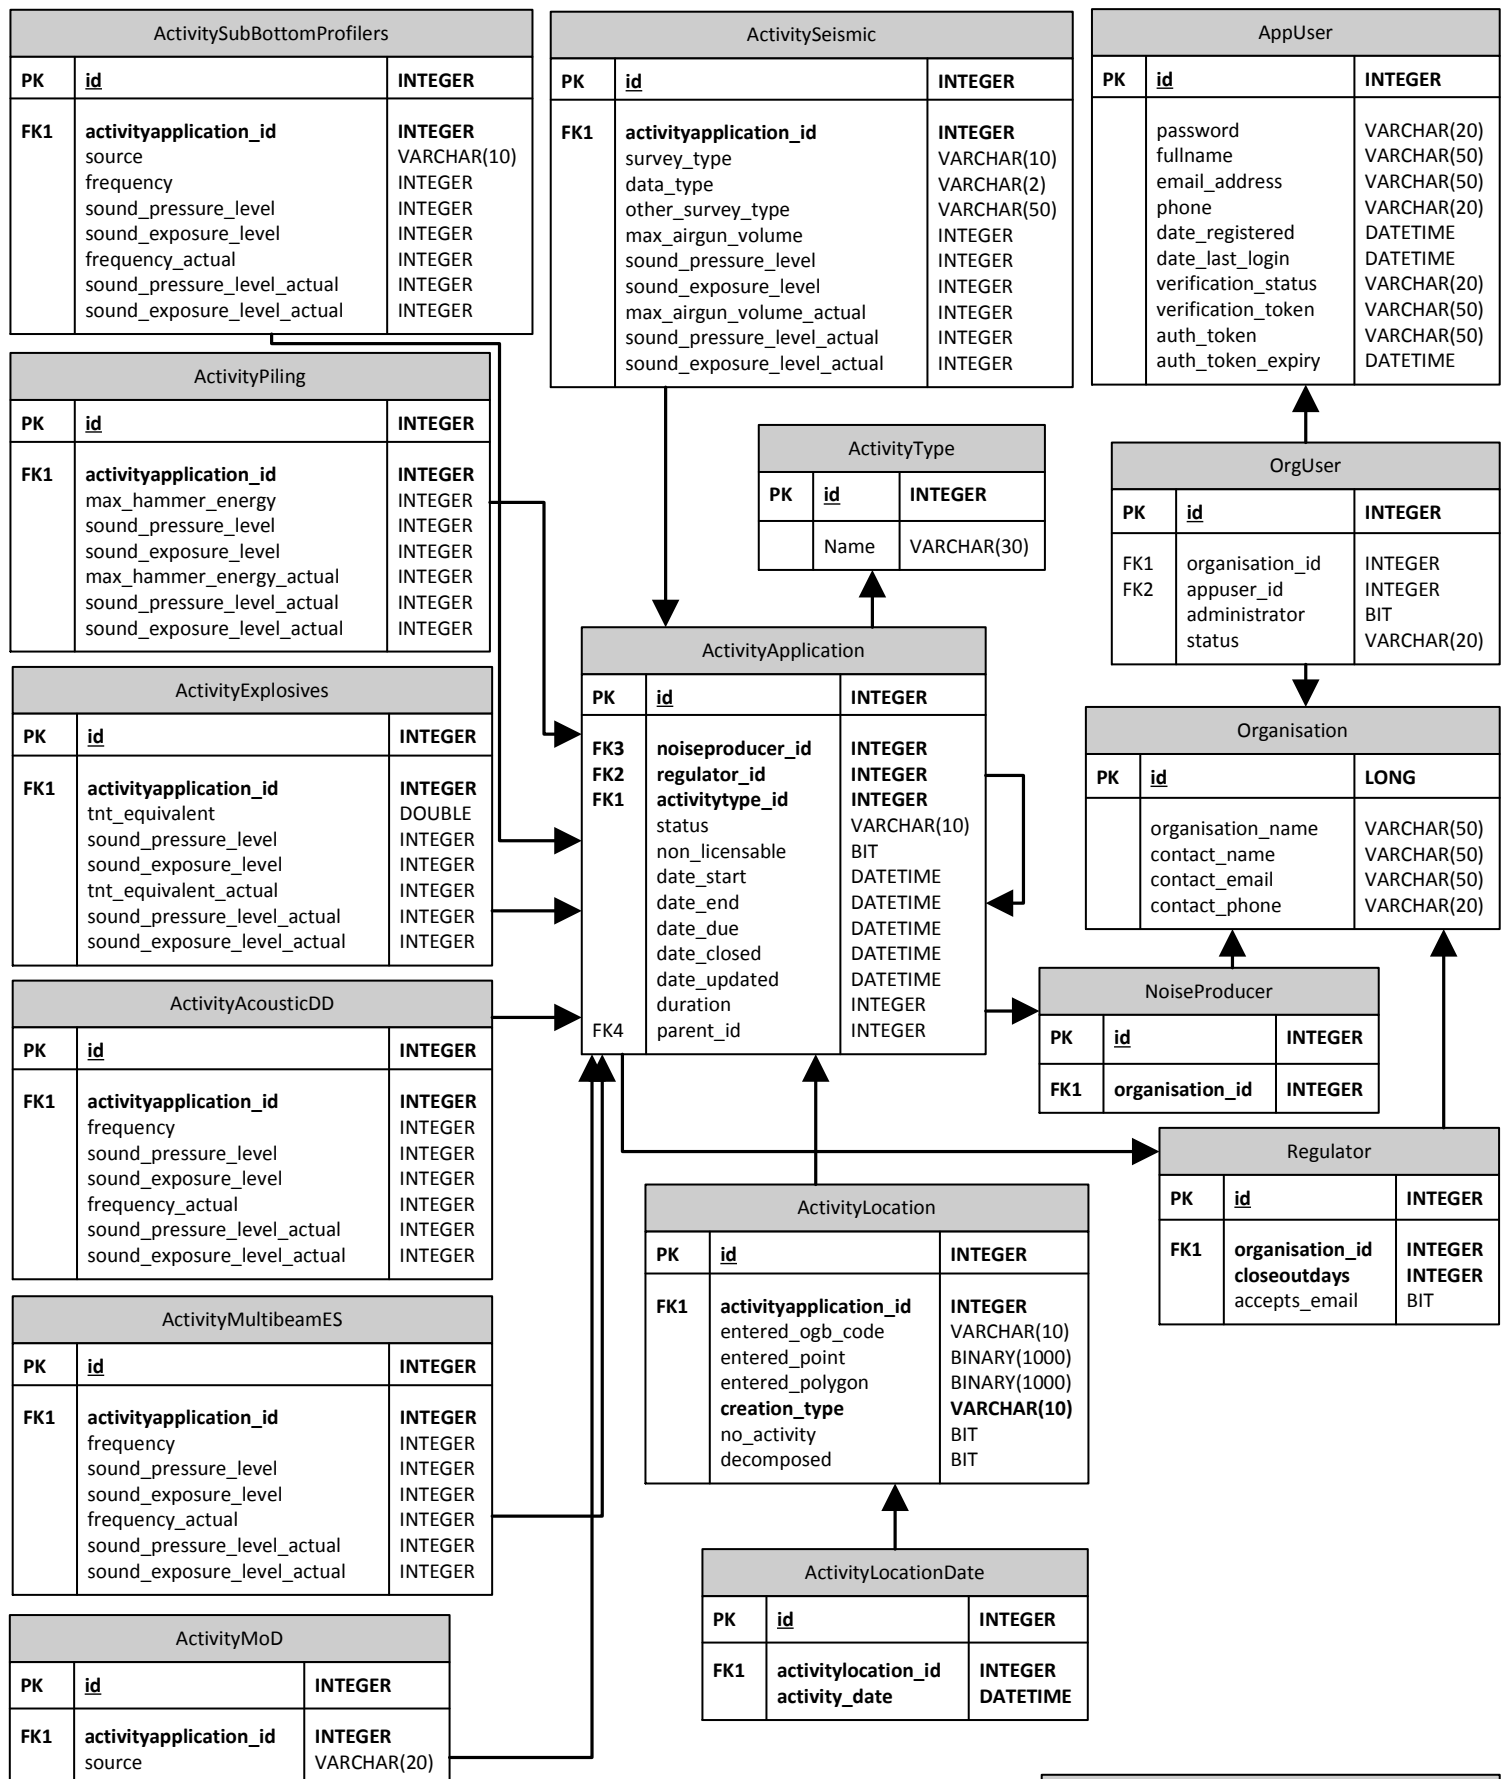 ActivitySubBottomProfilers
PK id INTEGER
FK1 activityapplication_id INTEGER
source VARCHAR(10)
frequency INTEGER
sound_pressure_level INTEGER
sound_exposure_level INTEGER
frequency_actual INTEGER
sound_pressure_level_actual INTEGER
sound_exposure_level_actual INTEGER
ActivitySeismic
PK id INTEGER
FK1 activityapplication_id INTEGER
survey_type VARCHAR(10)
data_type VARCHAR(2)
other_survey_type VARCHAR(50)
max_airgun_volume INTEGER
sound_pressure_level INTEGER
sound_exposure_level INTEGER
max_airgun_volume_actual INTEGER
sound_pressure_level_actual INTEGER
sound_exposure_level_actual INTEGER
AppUser
PK id INTEGER
password VARCHAR(20)
fullname VARCHAR(50)
email_address VARCHAR(50)
phone VARCHAR(20)
date_registered DATETIME
date_last_login DATETIME
verification_status VARCHAR(20)
verification_token VARCHAR(50)
auth_token VARCHAR(50)
auth_token_expiry DATETIME
ActivityPiling
PK id INTEGER
FK1 activityapplication_id INTEGER
max_hammer_energy INTEGER
sound_pressure_level INTEGER
sound_exposure_level INTEGER
max_hammer_energy_actual INTEGER
sound_pressure_level_actual INTEGER
sound_exposure_level_actual INTEGER
ActivityType
PK id INTEGER
Name VARCHAR(30)
OrgUser
PK id INTEGER
FK1 organisation_id INTEGER
FK2 appuser_id INTEGER
administrator BIT
status VARCHAR(20)
ActivityExplosives
PK id INTEGER
FK1 activityapplication_id INTEGER
tnt_equivalent DOUBLE
sound_pressure_level INTEGER
sound_exposure_level INTEGER
tnt_equivalent_actual INTEGER
sound_pressure_level_actual INTEGER
sound_exposure_level_actual INTEGER
ActivityApplication
PK id INTEGER
FK3 noiseproducer_id INTEGER
FK2 regulator_id INTEGER
FK1 activitytype_id INTEGER
status VARCHAR(10)
non_licensable BIT
date_start DATETIME
date_end DATETIME
date_due DATETIME
date_closed DATETIME
date_updated DATETIME
duration INTEGER
FK4 parent_id INTEGER
Organisation
PK id LONG
organisation_name VARCHAR(50)
contact_name VARCHAR(50)
contact_email VARCHAR(50)
contact_phone VARCHAR(20)
ActivityAcousticDD
PK id INTEGER
FK1 activityapplication_id INTEGER
frequency INTEGER
sound_pressure_level INTEGER
sound_exposure_level INTEGER
frequency_actual INTEGER
sound_pressure_level_actual INTEGER
sound_exposure_level_actual INTEGER
NoiseProducer
PK id INTEGER
FK1 organisation_id INTEGER
Regulator
PK id INTEGER
FK1 organisation_id INTEGER
closeoutdays INTEGER
accepts_email BIT
ActivityLocation
PK id INTEGER
FK1 activityapplication_id INTEGER
entered_ogb_code VARCHAR(10)
entered_point BINARY(1000)
entered_polygon BINARY(1000)
creation_type VARCHAR(10)
no_activity BIT
decomposed BIT
ActivityMultibeamES
PK id INTEGER
FK1 activityapplication_id INTEGER
frequency INTEGER
sound_pressure_level INTEGER
sound_exposure_level INTEGER
frequency_actual INTEGER
sound_pressure_level_actual INTEGER
sound_exposure_level_actual INTEGER
ActivityLocationDate
PK id INTEGER
FK1 activitylocation_id INTEGER
activity_date DATETIME
ActivityMoD
PK id INTEGER
FK1 activityapplication_id INTEGER
source VARCHAR(20)